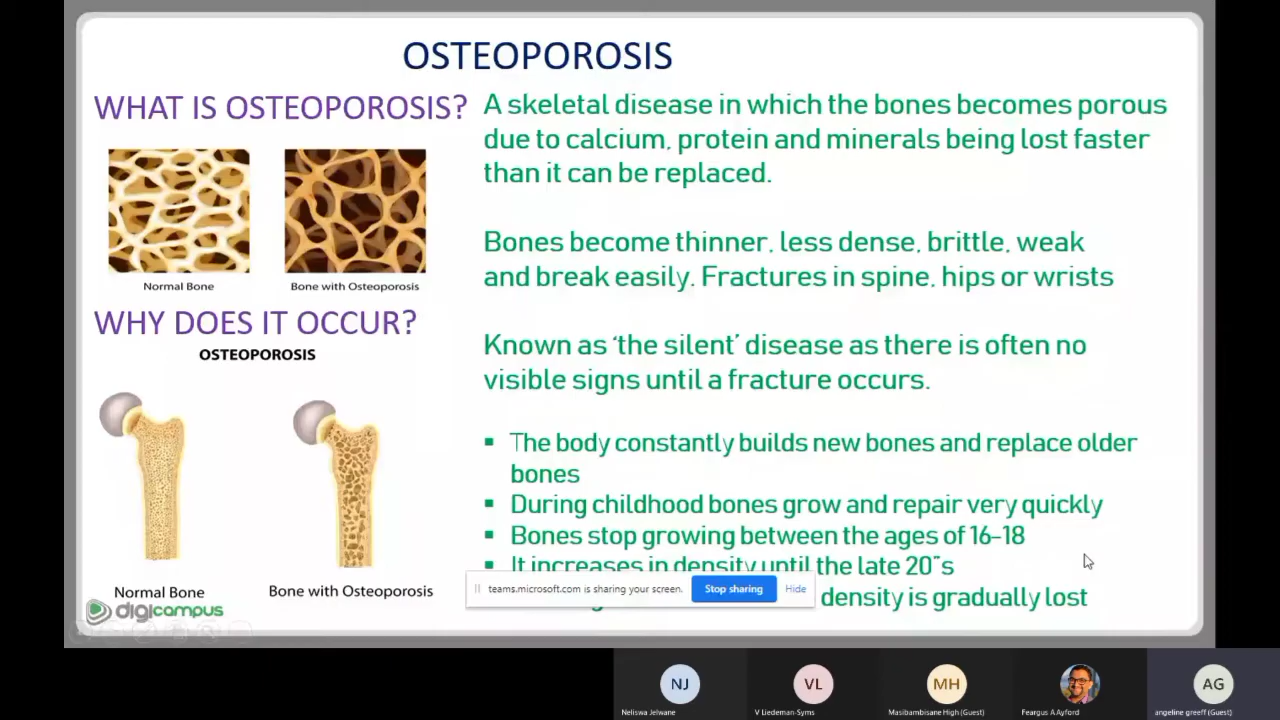 OSTEOPOROSIS
WHAT IS OSTEOPOROSIS?
Normal Bone
Bone with Osteoporosis
WHY DOES IT OCCUR?
OSTEOPOROSIS
Normal Bone
Bone with Osteoporosis
digicampus
A skeletal disease in which the bones becomes porous
due to calcium, protein and minerals being lost faster
than it can be replaced.
Bones become thinner, less dense, brittle, weak
and break easily. Fractures in spine, hips or wrists
Known as 'the silent' disease as there is often no
visible signs until a fracture occurs.
▪ The body constantly builds new bones and replace older
bones
▪ During childhood bones grow and repair very quickly
▪ Bones stop growing between the ages of 16-18
▪ It increases in density until the late 20"s
density is gradually lost
teams.microsoft.com is sharing your screen.
Stop sharing
Hide
NJ
Neliswa Jelwane
VL
V Liedeman-Syms
MH
Masibambisane High (Guest)
Feargus A Ayford
AG
angeline greeff (Guest)